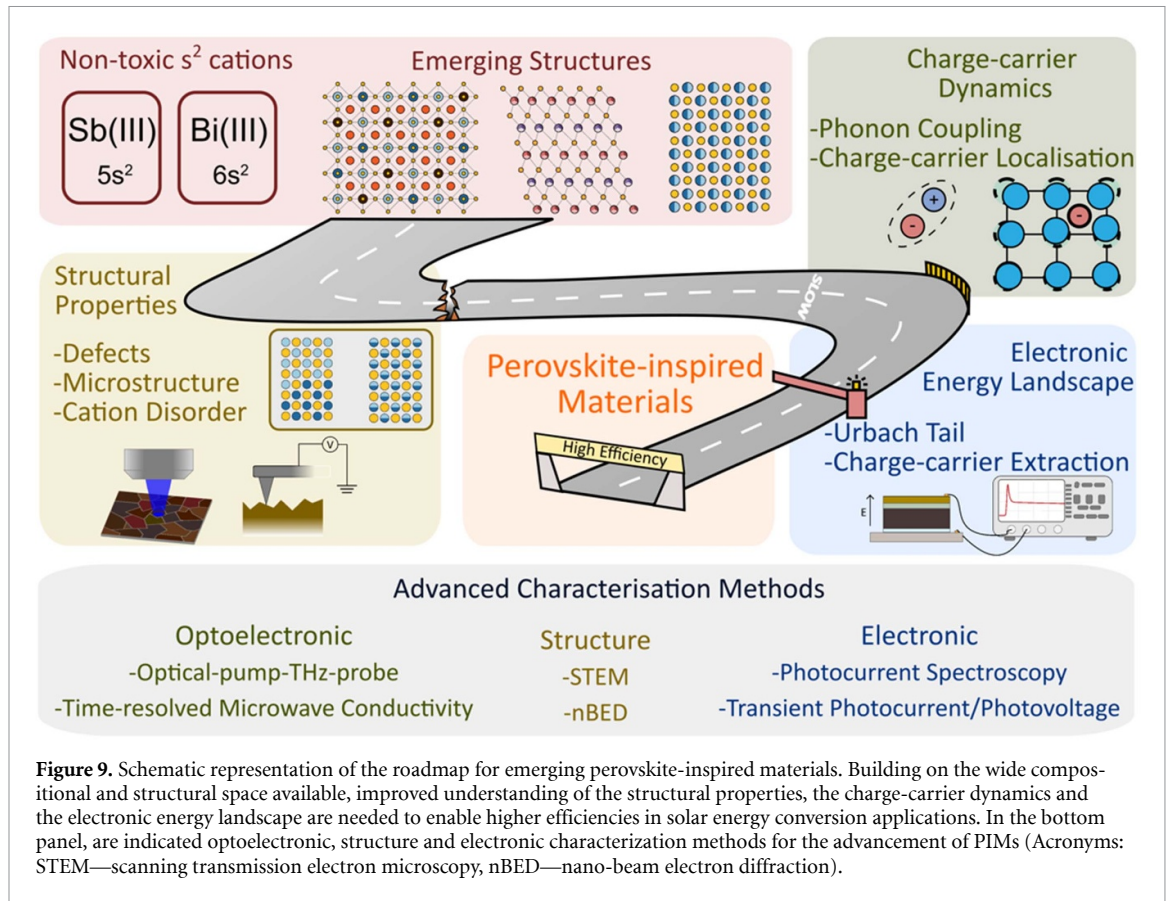 Non-toxic s² cations
Emerging Structures
Sb(III)
5s²
Bi(III)
6s²
Charge-carrier
Dynamics
-Phonon Coupling
-Charge-carrier Localisation
+
-
-
Structural
Properties
-Defects
-Microstructure
-Cation Disorder
V
SLOW
Perovskite-inspired
Materials
High Efficiency
Electronic
Energy Landscape
-Urbach Tail
-Charge-carrier Extraction
E
Advanced Characterisation Methods
Optoelectronic
-Optical-pump-THz-probe
-Time-resolved Microwave Conductivity
Structure
-STEM
-nBED
Electronic
-Photocurrent Spectroscopy
-Transient Photocurrent/Photovoltage
Figure 9. Schematic representation of the roadmap for emerging perovskite-inspired materials. Building on the wide compos-
itional and structural space available, improved understanding of the structural properties, the charge-carrier dynamics and
the electronic energy landscape are needed to enable higher efficiencies in solar energy conversion applications. In the bottom
panel, are indicated optoelectronic, structure and electronic characterization methods for the advancement of PIMs (Acronyms:
STEM—scanning transmission electron microscopy, nBED—nano-beam electron diffraction).